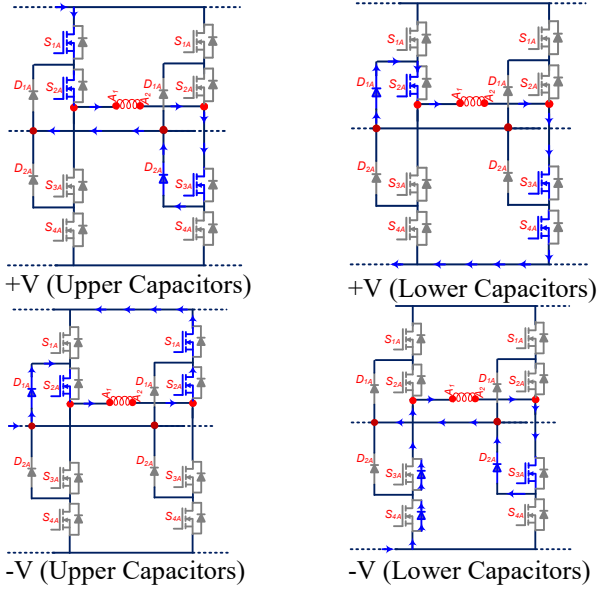 S1A
S1A
D1A
S2A
A1
A2
D1A
S2A
D2A
S3A
D2A
S3A
S4A
S4A
+V (Upper Capacitors)
S1A
S1A
D1A
S2A
A1
A2
D1A
S2A
D2A
S3A
D2A
S3A
S4A
S4A
+V (Lower Capacitors)
S1A
S1A
D1A
S2A
A1
A2
D1A
S2A
D2A
S3A
D2A
S3A
S4A
S4A
-V (Upper Capacitors)
S1A
S1A
D1A
S2A
A1
A2
D1A
S2A
D2A
S3A
D2A
S3A
S4A
S4A
-V (Lower Capacitors)